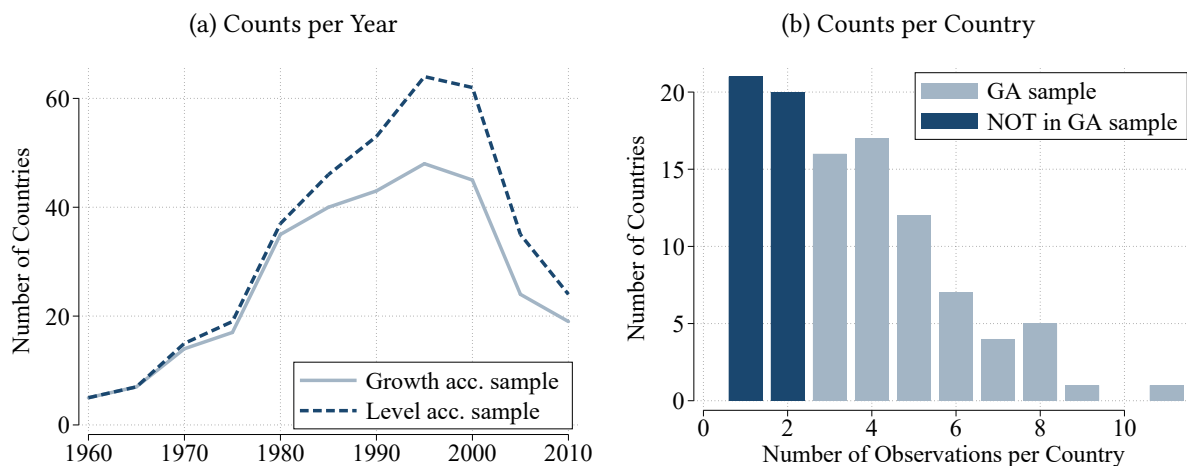 (a) Counts per Year
Number of Countries
60
40
20
0
1960 1970 1980 1990 2000 2010
Growth acc. sample
Level acc. sample
(b) Counts per Country
Number of Countries
20
15
10
5
0
0 2 4 6 8 10
Number of Observations per Country
GA sample
NOT in GA sample